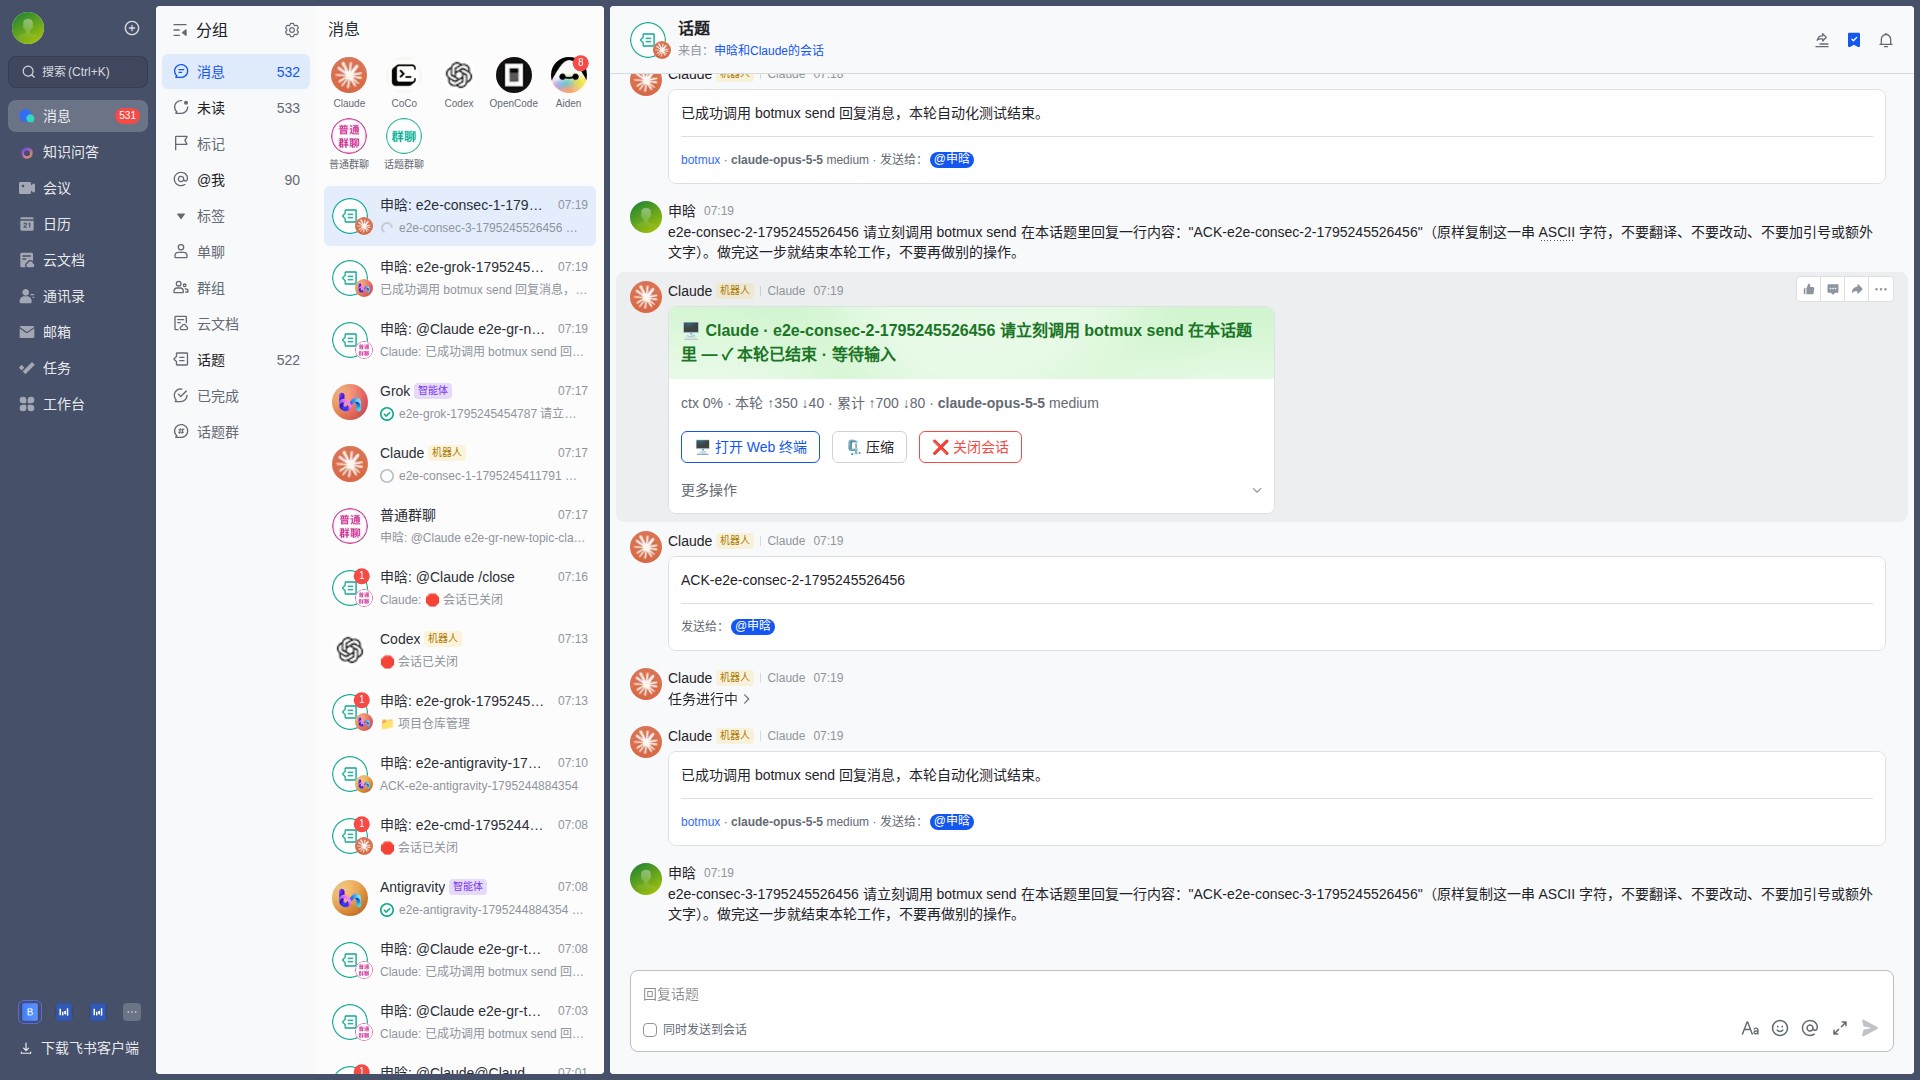 搜索 (Ctrl+K)
消息
531
知识问答
会议
日历
云文档
通讯录
邮箱
任务
工作台
B
下载飞书客户端
分组
消息
532
未读
533
标记
@我
90
标签
单聊
群组
云文档
话题
522
已完成
话题群
消息
Claude
CoCo
Codex
OpenCode
8
Aiden
普通
群聊
普通群聊
群聊
话题群聊
申晗: e2e-consec-1-179...
07:19
e2e-consec-3-1795245526456 ...
申晗: e2e-grok-1795245...
07:19
已成功调用 botmux send 回复消息，...
申晗: @Claude e2e-gr-n...
07:19
Claude: 已成功调用 botmux send 回...
Grok 智能体
07:17
e2e-grok-1795245454787 请立...
Claude 机器人
07:17
e2e-consec-1-1795245411791 ...
普通
群聊
普通群聊
07:17
申晗: @Claude e2e-gr-new-topic-cla...
1
申晗: @Claude /close
07:16
Claude: 🛑 会话已关闭
Codex 机器人
07:13
🛑 会话已关闭
1
申晗: e2e-grok-1795245...
07:13
📁 项目仓库管理
申晗: e2e-antigravity-17...
07:10
ACK-e2e-antigravity-1795244884354
1
申晗: e2e-cmd-1795244...
07:08
🛑 会话已关闭
Antigravity 智能体
07:08
e2e-antigravity-1795244884354 ...
申晗: @Claude e2e-gr-t...
07:08
Claude: 已成功调用 botmux send 回...
申晗: @Claude e2e-gr-t...
07:03
Claude: 已成功调用 botmux send 回...
1
申晗: @Claude@Claud...
07:01
话题
来自：申晗和Claude的会话
Claude 机器人 | Claude 07:18
已成功调用 botmux send 回复消息，本轮自动化测试结束。
botmux · claude-opus-5-5 medium · 发送给：@申晗
申晗 07:19
e2e-consec-2-1795245526456 请立刻调用 botmux send 在本话题里回复一行内容："ACK-e2e-consec-2-1795245526456"（原样复制这一串 ASCII 字符，不要翻译、不要改动、不要加引号或额外
文字）。做完这一步就结束本轮工作，不要再做别的操作。
Claude 机器人 | Claude 07:19
🖥️ Claude · e2e-consec-2-1795245526456 请立刻调用 botmux send 在本话题
里 — ✓本轮已结束 · 等待输入
ctx 0% · 本轮 ↑350 ↓40 · 累计 ↑700 ↓80 · claude-opus-5-5 medium
🖥️ 打开 Web 终端
🗜️ 压缩
❌ 关闭会话
更多操作
Claude 机器人 | Claude 07:19
ACK-e2e-consec-2-1795245526456
发送给：@申晗
Claude 机器人 | Claude 07:19
任务进行中
Claude 机器人 | Claude 07:19
已成功调用 botmux send 回复消息，本轮自动化测试结束。
botmux · claude-opus-5-5 medium · 发送给：@申晗
申晗 07:19
e2e-consec-3-1795245526456 请立刻调用 botmux send 在本话题里回复一行内容："ACK-e2e-consec-3-1795245526456"（原样复制这一串 ASCII 字符，不要翻译、不要改动、不要加引号或额外
文字）。做完这一步就结束本轮工作，不要再做别的操作。
回复话题
同时发送到会话